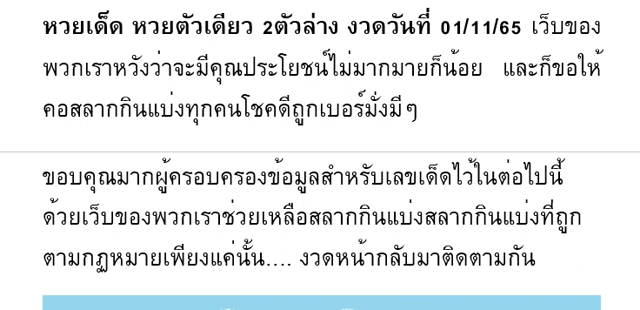 หวยเด็ด หวยตัวเดียว 2ตัวล่าง งวดวันที่ 01/11/65 เว็บของ
พวกเราหวังว่าจะมีคุณประโยชน์ไม่มากมายก็น้อย และก็ขอให้
คอสลากกินแบ่งทุกคนโชคดีถูกเบอร์มั่งมีๆ
ขอบคุณมากผู้ครอบครองข้อมูลสำหรับเลขเด็ดไว้ในต่อไปนี้
ด้วยเว็บของพวกเราช่วยเหลือสลากกินแบ่งสลากกินแบ่งที่ถูก
ตามกฏหมายเพียงแค่นั้น.... งวดหน้ากลับมาติดตามกัน